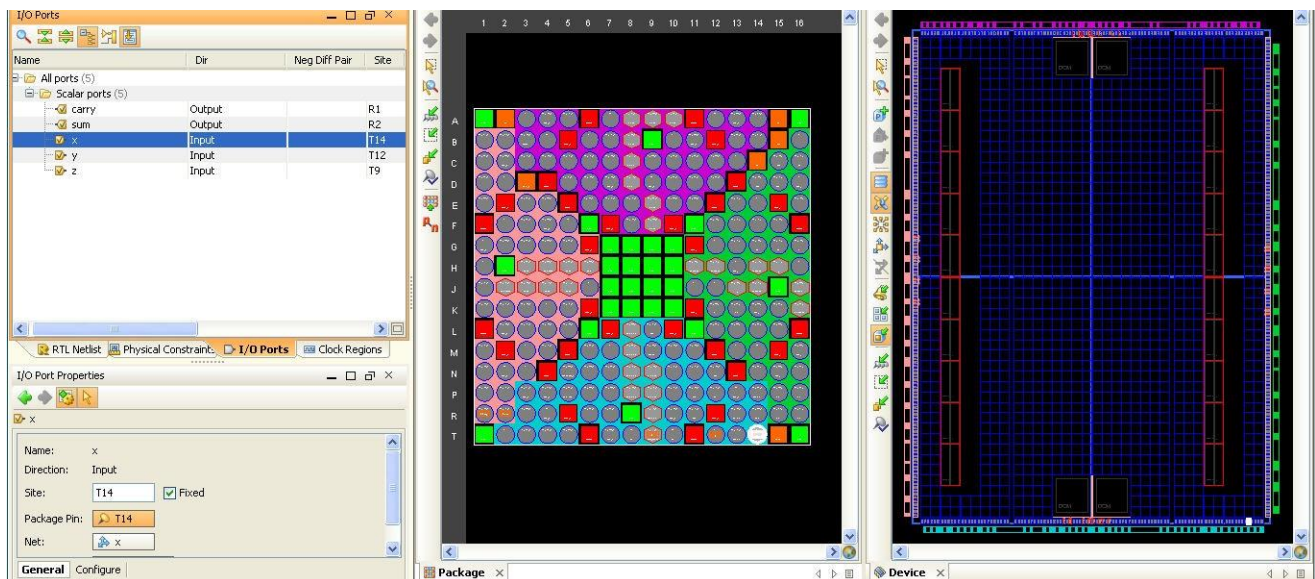 I/O Ports
Name Dir Neg Diff Pair Site
All ports (5)
Scalar ports (5)
carry Output R1
sum Output R2
x Input T14
y Input T12
z Input T9
RTL Netlist Physical Constraint. I/O Ports Clock Regions
I/O Port Properties
x
Name: x
Direction: Input
Site: T14 Fixed
Package Pin: T14
Net: x
General Configure
1 2 3 4 5 6 7 8 9 10 11 12 13 14 15 16
A
B
C
D
E
F
G
H
J
K
L
M
N
P
R
T
Package
Device